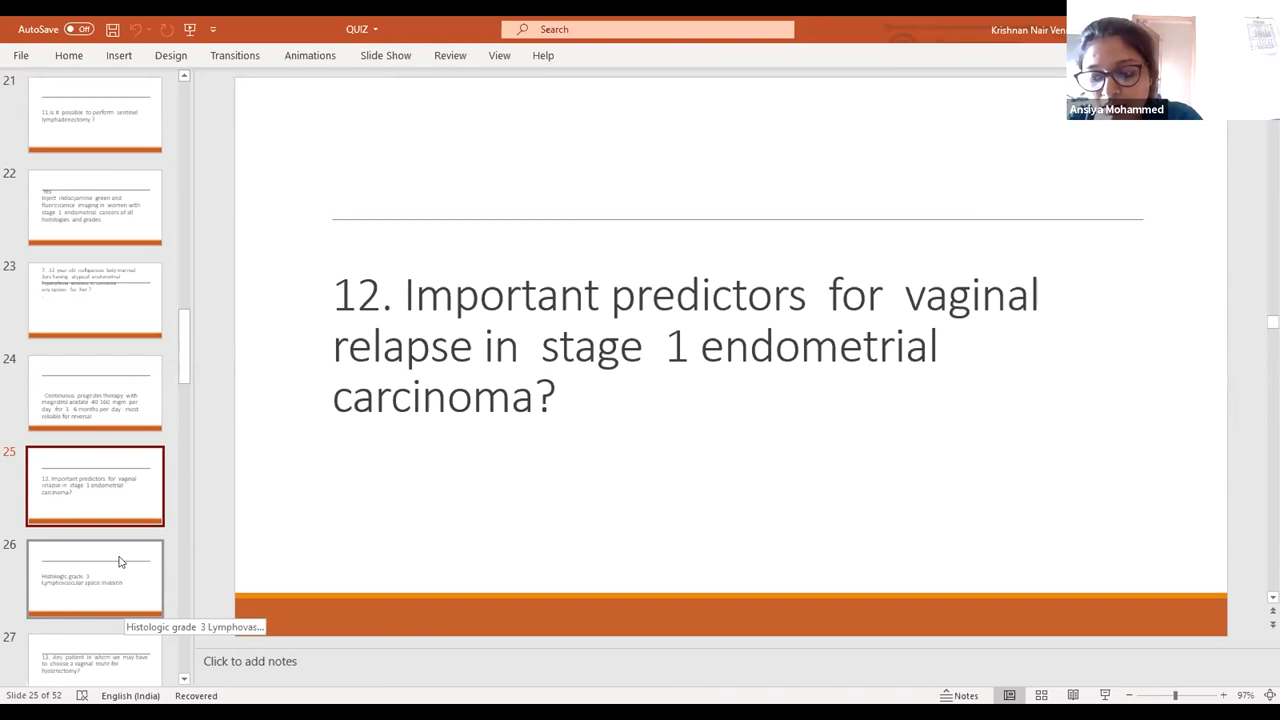 AutoSave Off
QUIZ
Search
Krishnan Nair Ven
File Home Insert Design Transitions Animations Slide Show Review View Help
Ansiya Mohammed
21
11.Is it possible to perform sentinel
lymphadenectomy ?
22
Yes
Inject indocyanine green and
fluorescence imaging in women with
stage 1 endometrial cancers of all
histologies and grades
23
24
Continuous progestin therapy with
megestrol acetate 40 160 mgm per
day for 3 6 months per day most
reliable for reversal
25
12. Important predictors for vaginal
relapse in stage 1 endometrial
carcinoma?
26
Histologic grade 3
Lymphovascular space invasion
Histologic grade 3 Lymphovas...
27
13. Any patient in whom we may have
to choose a vaginal route for
hysterectomy?
12. Important predictors for vaginal
relapse in stage 1 endometrial
carcinoma?
Click to add notes
Slide 25 of 52 English (India) Recovered
Notes
97%